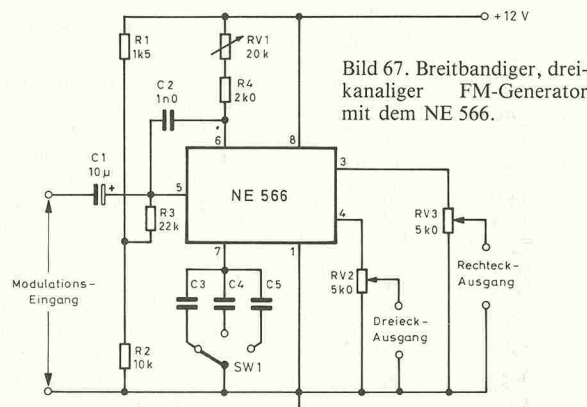 +12 V
R1
1k5
RV1
20k
R4
2k0
C2
1n0
Bild 67. Breitbandiger, drei-
kanaliger FM-Generator
mit dem NE 566.
6
8
3
C1
10µ
+
5
NE 566
R3
22k
4
RV3
5k0
7
1
RV2
5k0
Rechteck-
Ausgang
Modulations-
Eingang
C3
C4
C5
Dreieck-
Ausgang
R2
10k
SW1